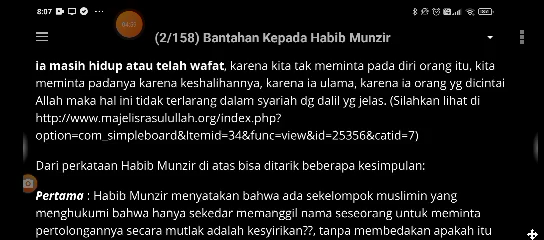 8:07
04:55
(2/158) Bantahan Kepada Habib Munzir
ia masih hidup atau telah wafat, karena kita tak meminta pada diri orang itu, kita
meminta padanya karena keshalihannya, karena ia ulama, karena ia orang yg dicintai
Allah maka hal ini tidak terlarang dalam syariah dg dalil yg jelas. (Silahkan lihat di
http://www.majelisrasulullah.org/index.php?
option=com_simpleboard&Itemid=34&func=view&id=25356&catid=7)
Dari perkataan Habib Munzir di atas bisa ditarik beberapa kesimpulan:
Pertama : Habib Munzir menyatakan bahwa ada sekelompok muslimin yang
menghukumi bahwa hanya sekedar memanggil nama seseorang untuk meminta
pertolongannya secara mutlak adalah kesyirikan??, tanpa membedakan apakah itu